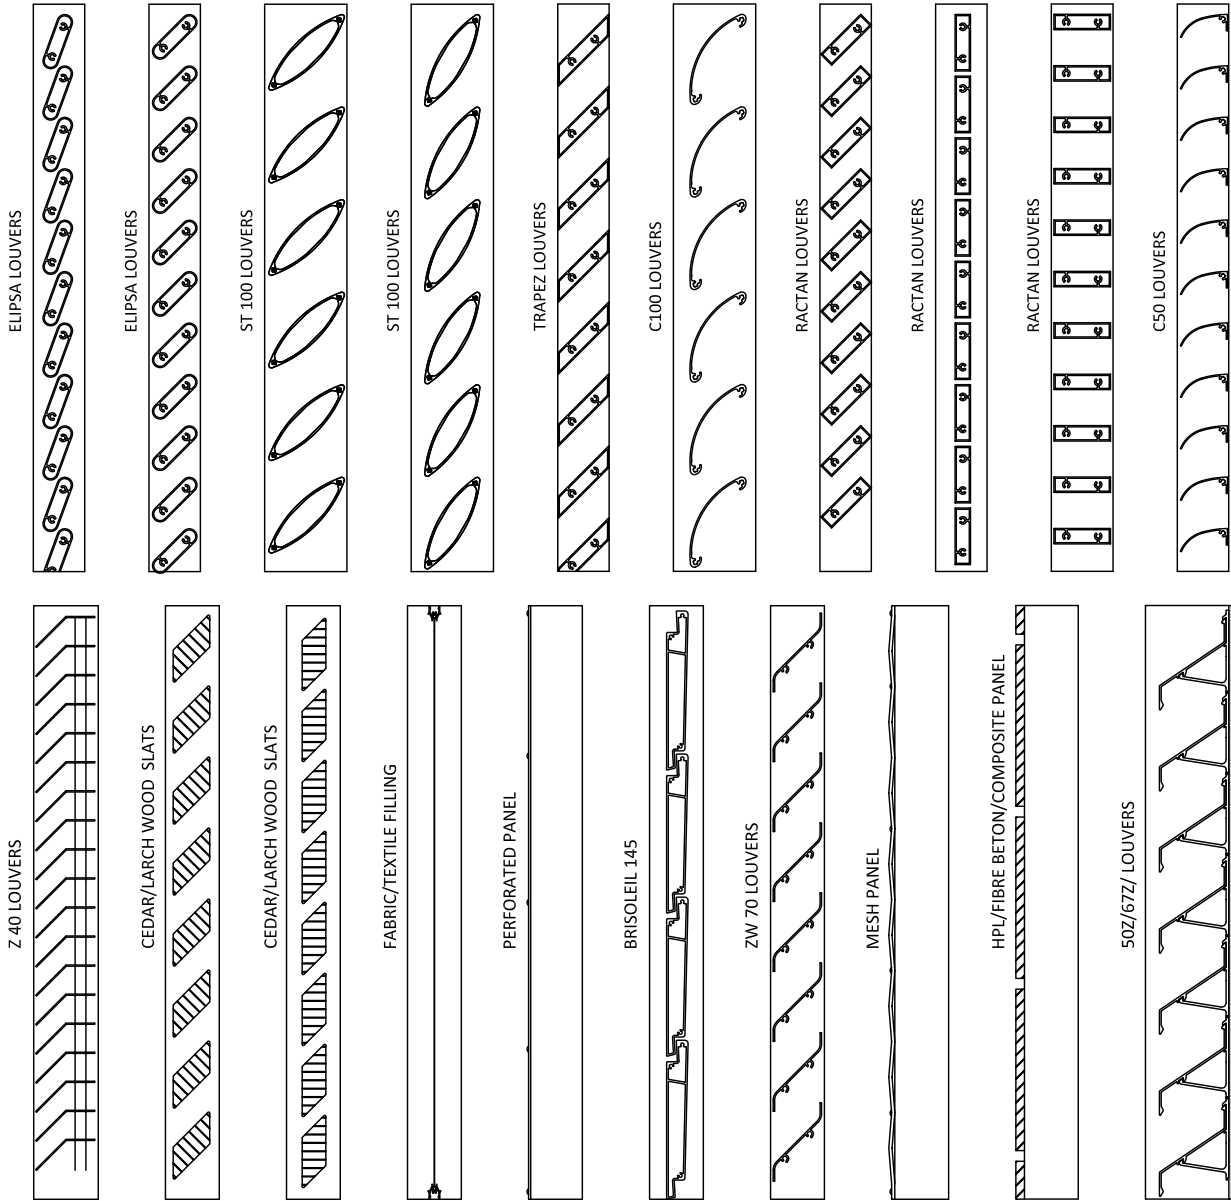 ELIPSA LOUVERS
ELIPSA LOUVERS
ST 100 LOUVERS
ST 100 LOUVERS
TRAPEZ LOUVERS
C100 LOUVERS
RACTAN LOUVERS
RACTAN LOUVERS
RACTAN LOUVERS
C50 LOUVERS
Z 40 LOUVERS
CEDAR/LARCH WOOD SLATS
CEDAR/LARCH WOOD SLATS
FABRIC/TEXTILE FILLING
PERFORATED PANEL
BRISOLEIL 145
ZW 70 LOUVERS
MESH PANEL
HPL/FIBRE BETON/COMPOSITE PANEL
50Z/67Z/ LOUVERS